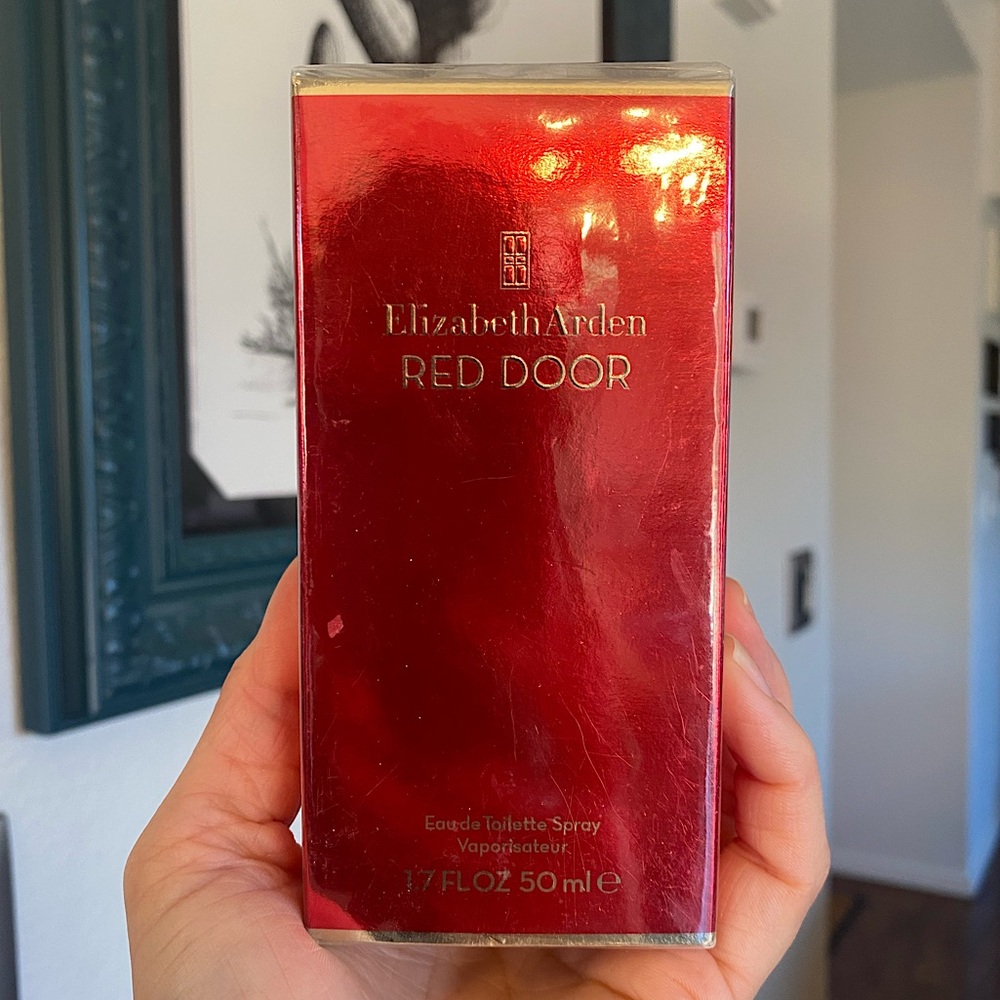 Elizabeth Arden
RED DOOR
Eau de Toilette Spray
Vaporisateur
1.7 FL OZ 50 ml ℮